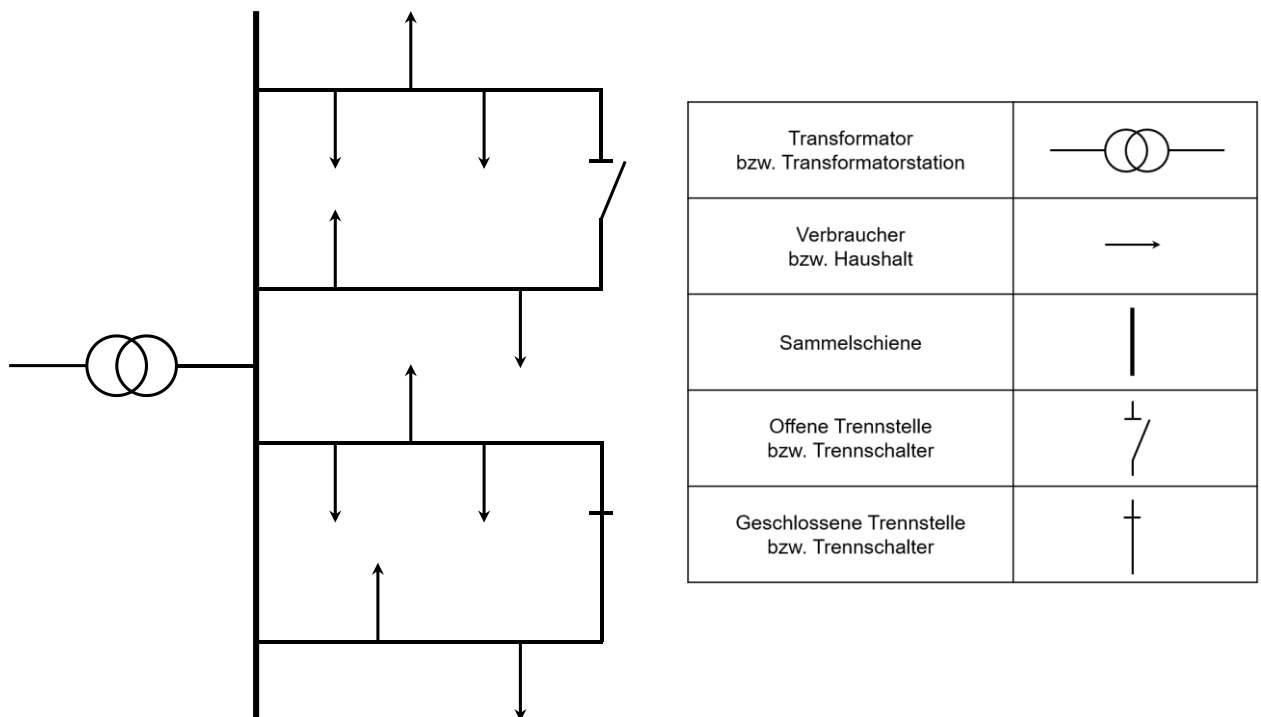 Transformator
bzw. Transformatorstation
Verbraucher
bzw. Haushalt
Sammelschiene
Offene Trennstelle
bzw. Trennschalter
Geschlossene Trennstelle
bzw. Trennschalter